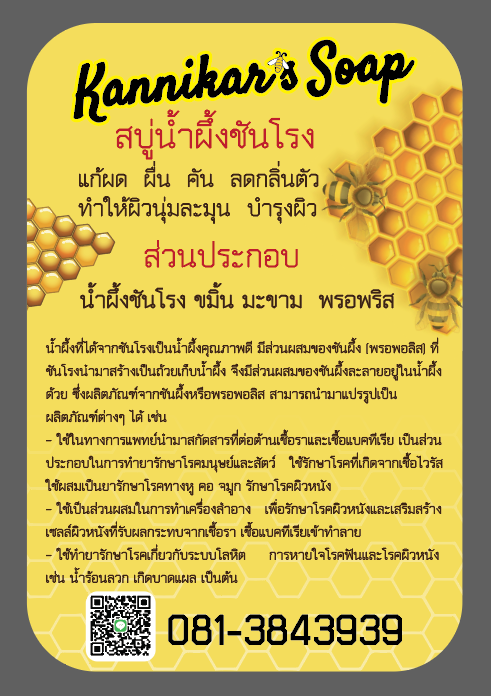 Kannikar's Soap
สบู่น้ำผึ้งชันโรง
แก้ผด ผื่น คัน ลดกลิ่นตัว
ทำให้ผิวนุ่มละมุน บำรุงผิว
ส่วนประกอบ
น้ำผึ้งชันโรง ขมิ้น มะขาม พรอพริส
น้ำผึ้งที่ได้จากชันโรงเป็นน้ำผึ้งคุณภาพดี มีส่วนผสมของชันผึ้ง (พรอพอลิส) ที่
ชันโรงนำมาสร้างเป็นถ้วยเก็บน้ำผึ้ง จึงมีส่วนผสมของชันผึ้งละลายอยู่ในน้ำผึ้ง
ด้วย ซึ่งผลิตภัณฑ์จากชันผึ้งหรือพรอพอลิส สามารถนำมาแปรรูปเป็น
ผลิตภัณฑ์ต่างๆ ได้ เช่น
- ใช้ในทางการแพทย์นำมาสกัดสารที่ต่อต้านเชื้อราและเชื้อแบคทีเรีย เป็นส่วน
ประกอบในการทำยารักษาโรคมนุษย์และสัตว์ ใช้รักษาโรคที่เกิดจากเชื้อไวรัส
ใช้ผสมเป็นยารักษาโรคทางหู คอ จมูก รักษาโรคผิวหนัง
- ใช้เป็นส่วนผสมในการทำเครื่องสำอาง เพื่อรักษาโรคผิวหนังและเสริมสร้าง
เซลล์ผิวหนังที่รับผลกระทบจากเชื้อรา เชื้อแบคทีเรียเข้าทำลาย
- ใช้ทำยารักษาโรคเกี่ยวกับระบบโลหิต การหายใจโรคฟันและโรคผิวหนัง
เช่น น้ำร้อนลวก เกิดบาดแผล เป็นต้น
081-3843939